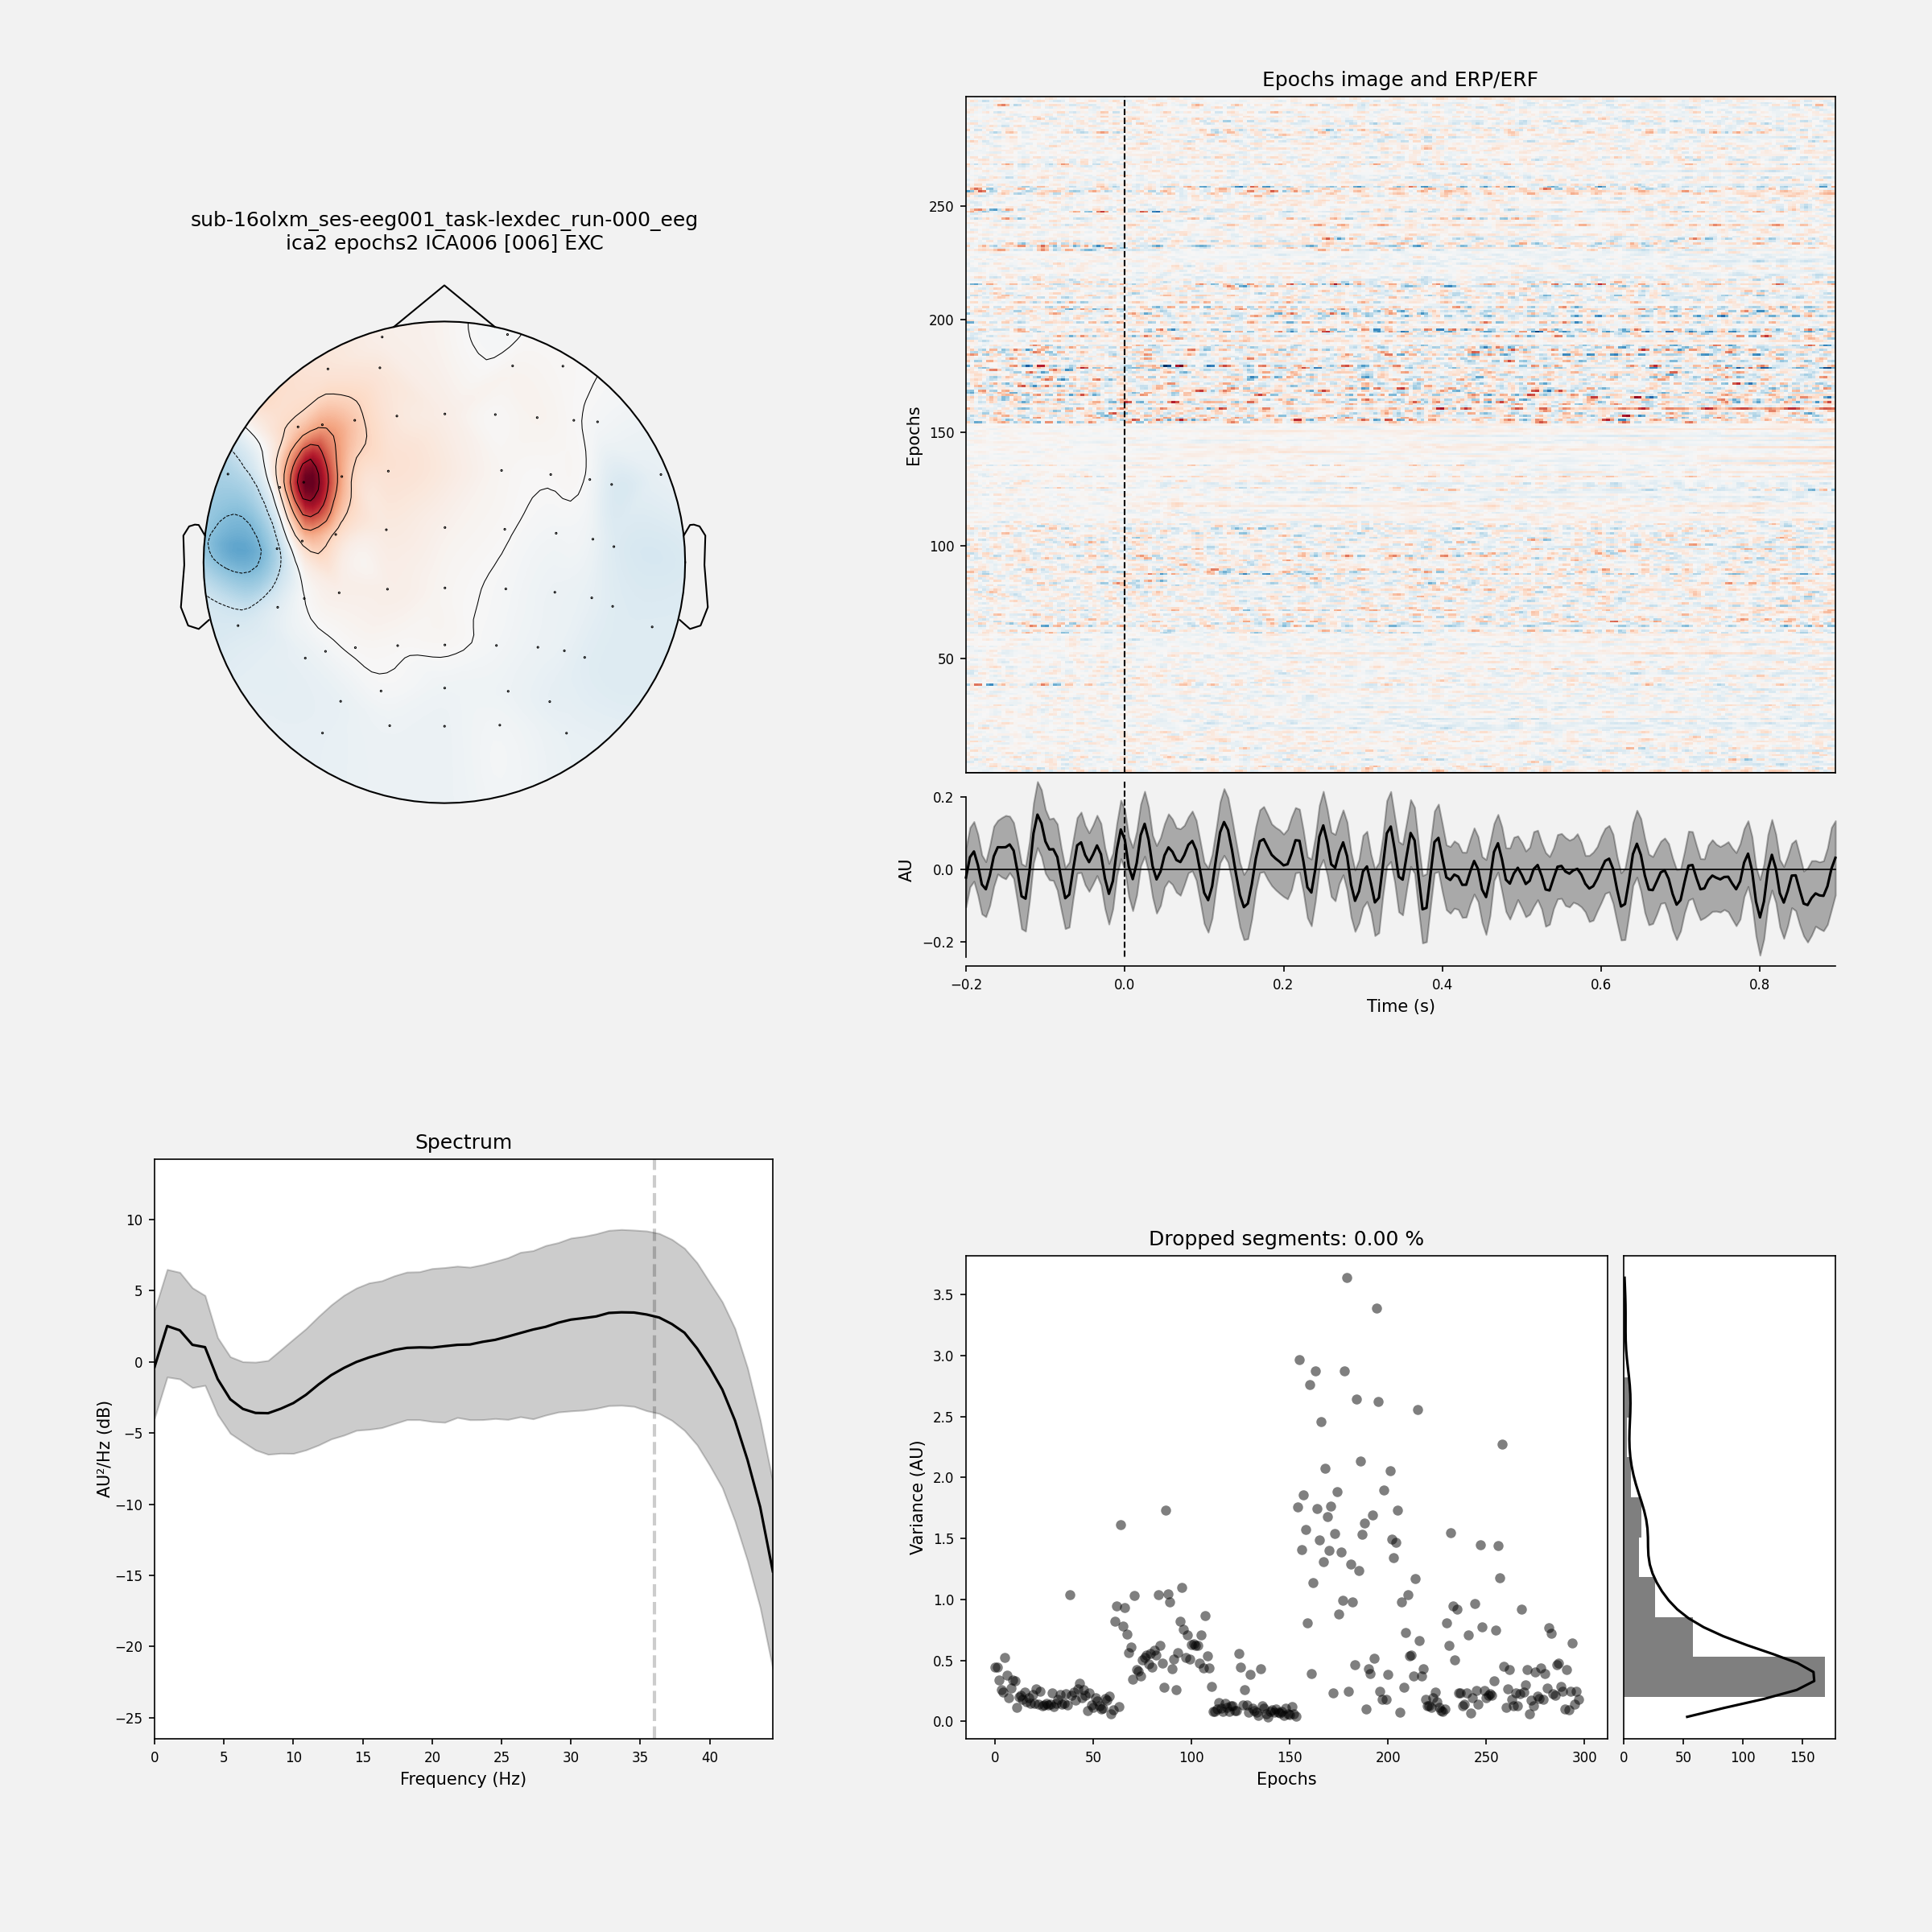 sub-16olxm_ses-eeg001_task-lexdec_run-000_eeg
ica2 epochs2 ICA006 [006] EXC
Epochs image and ERP/ERF
Epochs
250
200
150
100
50
AU
0.2
0.0
−0.2
−0.2 0.0 0.2 0.4 0.6 0.8
Time (s)
Spectrum
AU²/Hz (dB)
10
5
0
−5
−10
−15
−20
−25
0 5 10 15 20 25 30 35 40
Frequency (Hz)
Dropped segments: 0.00 %
Variance (AU)
3.5
3.0
2.5
2.0
1.5
1.0
0.5
0.0
0 50 100 150 200 250 300
Epochs
0 50 100 150